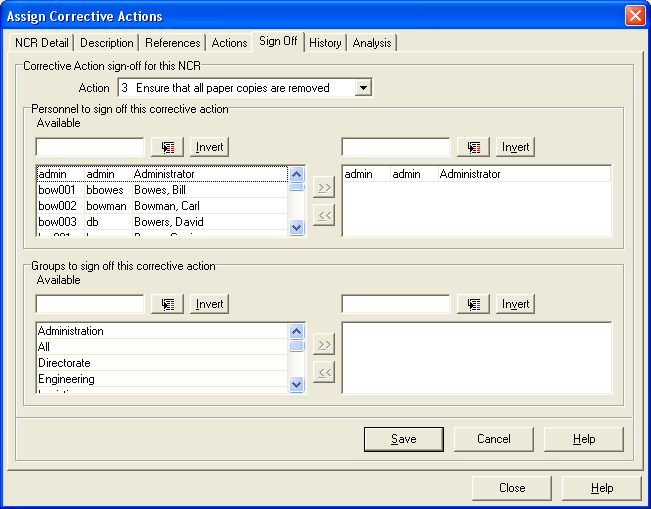 Assign Corrective Actions
NCR Detail Description References Actions Sign Off History Analysis
Corrective Action sign-off for this NCR
Action 3 Ensure that all paper copies are removed
Personnel to sign off this corrective action
Available
Invert Invert
admin admin Administrator admin admin Administrator
bow001 bbowes Bowes, Bill
bow002 bowman Bowman, Carl
>>
bow003 db Bowers, David
<<
Groups to sign off this corrective action
Available
Invert Invert
Administration
All
>>
Directorate
<<
Engineering
Save Cancel Help
Close Help